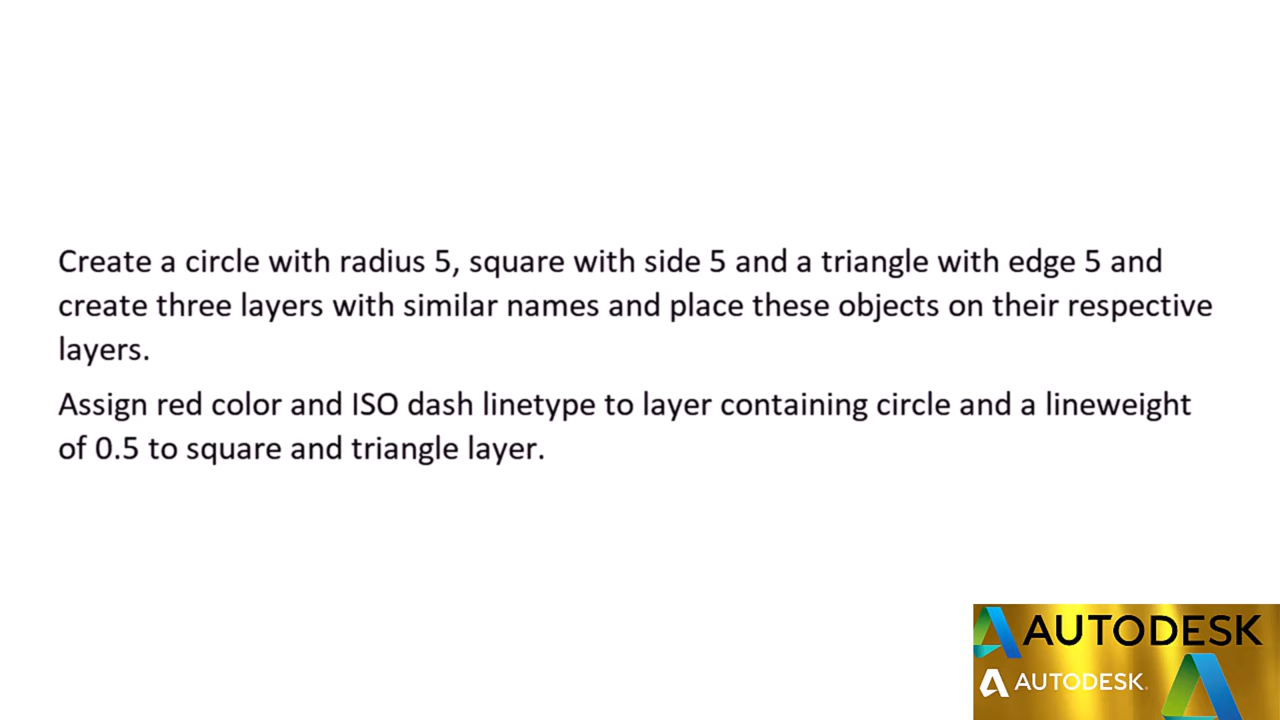 Create a circle with radius 5, square with side 5 and a triangle with edge 5 and
create three layers with similar names and place these objects on their respective
layers.
Assign red color and ISO dash linetype to layer containing circle and a lineweight
of 0.5 to square and triangle layer.
AUTODESK
AUTODESK.